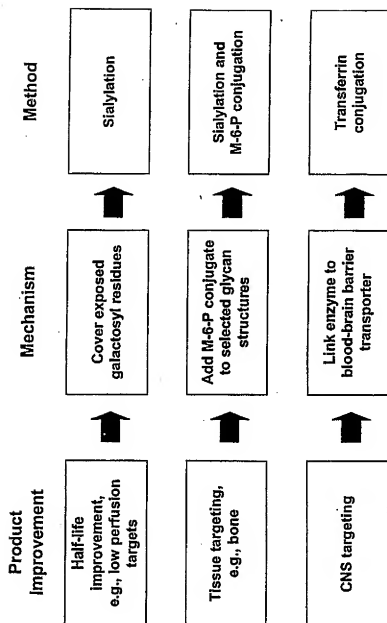 Product
Improvement
Mechanism
Method
Half-life
improvement,
e.g., low perfusion
targets
Cover exposed
galactosyl residues
Sialylation
Tissue targeting,
e.g., bone
Add M-6-P conjugate
to selected glycan
structures
Sialylation and
M-6-P conjugation
CNS targeting
Link enzyme to
blood-brain barrier
transporter
Transferrin
conjugation